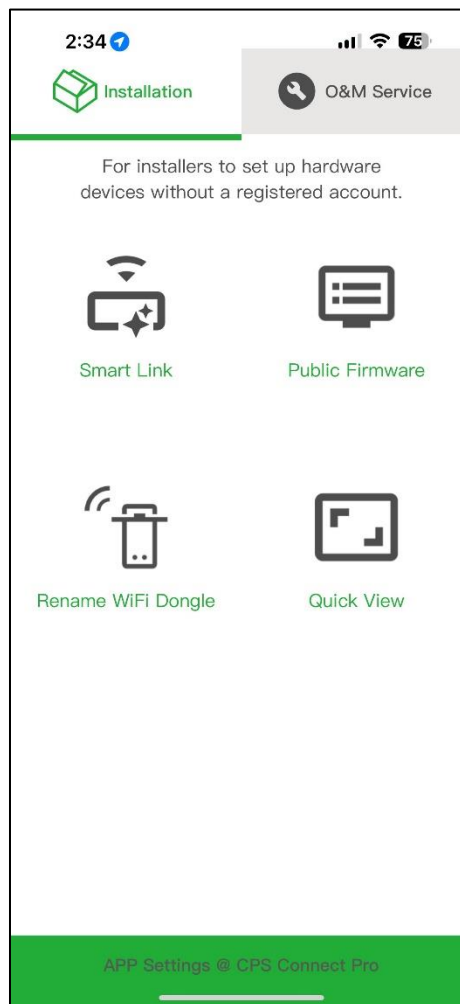 2:34
75
Installation
O&M Service
For installers to set up hardware
devices without a registered account.
Smart Link
Public Firmware
Rename WiFi Dongle
Quick View
APP Settings @ CPS Connect Pro